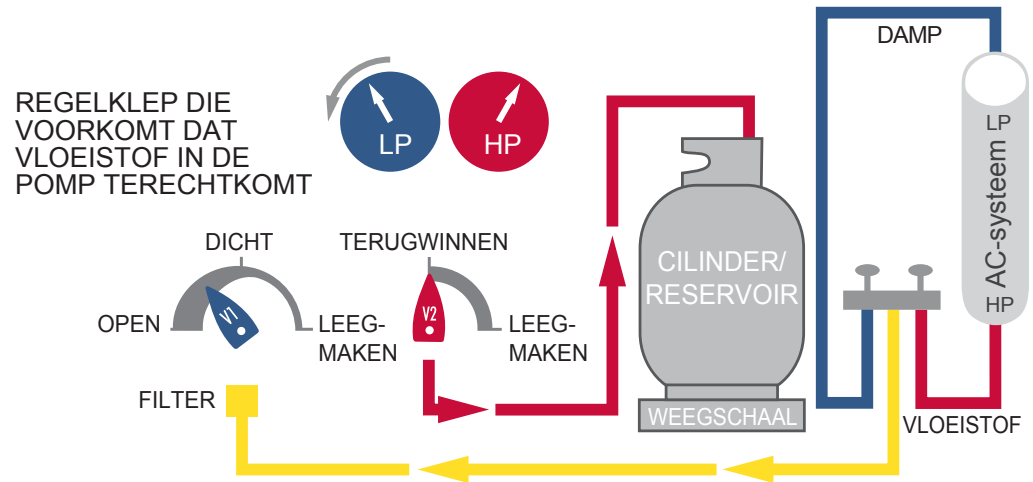 REGELKLEP DIE
VOORKOMT DAT
VLOEISTOF IN DE
POMP TERECHTKOMT
LP
HP
DICHT
OPEN
V1
LEEG-
MAKEN
TERUGWINNEN
V2
LEEG-
MAKEN
FILTER
CILINDER/
RESERVOIR
WEEGSCHAAL
DAMP
LP
AC-systeem
HP
VLOEISTOF